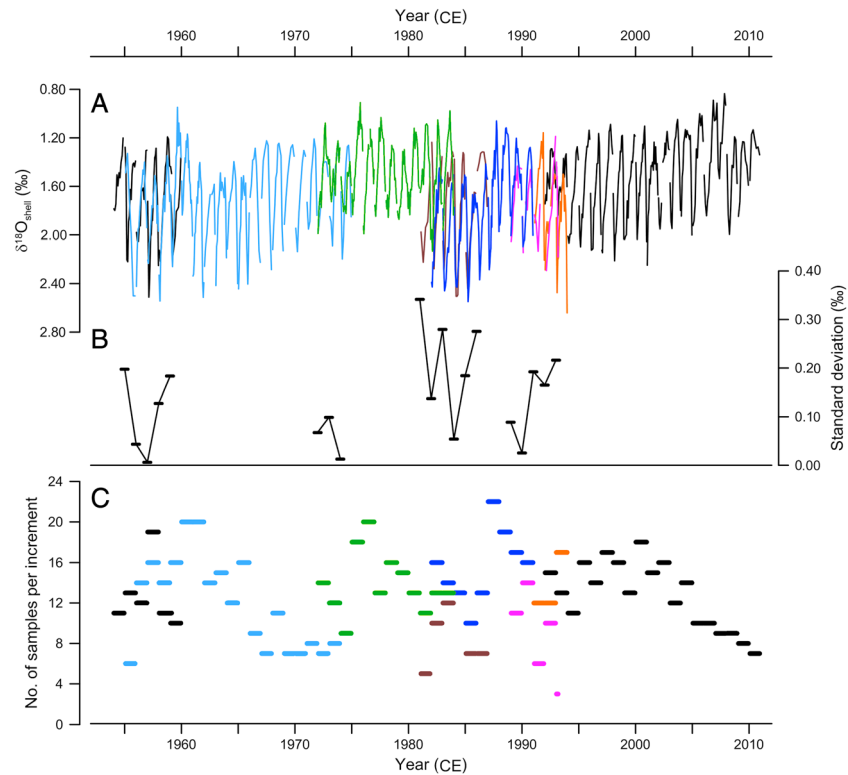 Year (CE)
1960 1970 1980 1990 2000 2010
A
0.80
1.20
1.60
2.00
2.40
2.80
δ18Oshell (‰)
B
0.40
0.30
0.20
0.10
0.00
Standard deviation (‰)
C
24
20
16
12
8
4
0
No. of samples per increment
1960 1970 1980 1990 2000 2010
Year (CE)